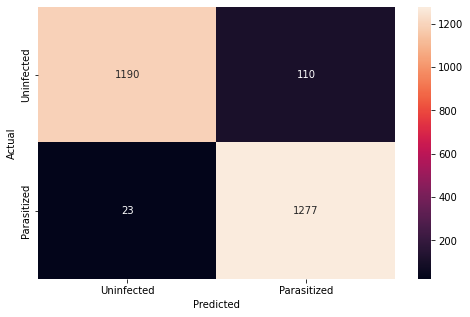 Uninfected
1190
110
Actual
Parasitized
23
1277
Uninfected
Parasitized
Predicted
1200
1000
800
600
400
200